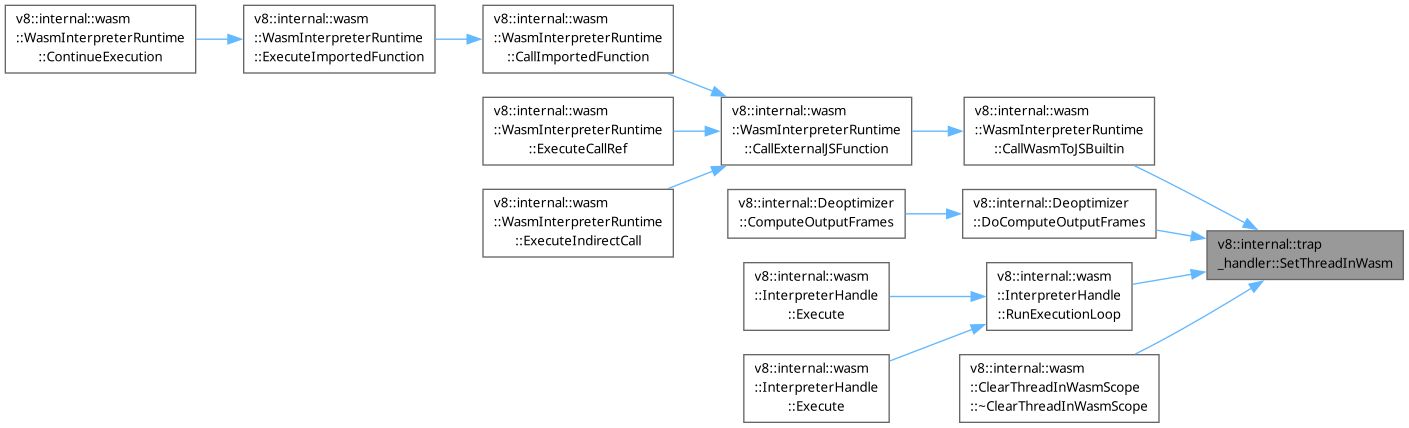 v8::internal::wasm
::WasmInterpreterRuntime
::ContinueExecution
v8::internal::wasm
::WasmInterpreterRuntime
::ExecuteImportedFunction
v8::internal::wasm
::WasmInterpreterRuntime
::CallImportedFunction
v8::internal::wasm
::WasmInterpreterRuntime
::ExecuteCallRef
v8::internal::wasm
::WasmInterpreterRuntime
::CallExternalJSFunction
v8::internal::wasm
::WasmInterpreterRuntime
::CallWasmToJSBuiltin
v8::internal::wasm
::WasmInterpreterRuntime
::ExecuteIndirectCall
v8::internal::Deoptimizer
::ComputeOutputFrames
v8::internal::Deoptimizer
::DoComputeOutputFrames
v8::internal::trap
_handler::SetThreadInWasm
v8::internal::wasm
::InterpreterHandle
::Execute
v8::internal::wasm
::InterpreterHandle
::RunExecutionLoop
v8::internal::wasm
::InterpreterHandle
::Execute
v8::internal::wasm
::ClearThreadInWasmScope
::~ClearThreadInWasmScope